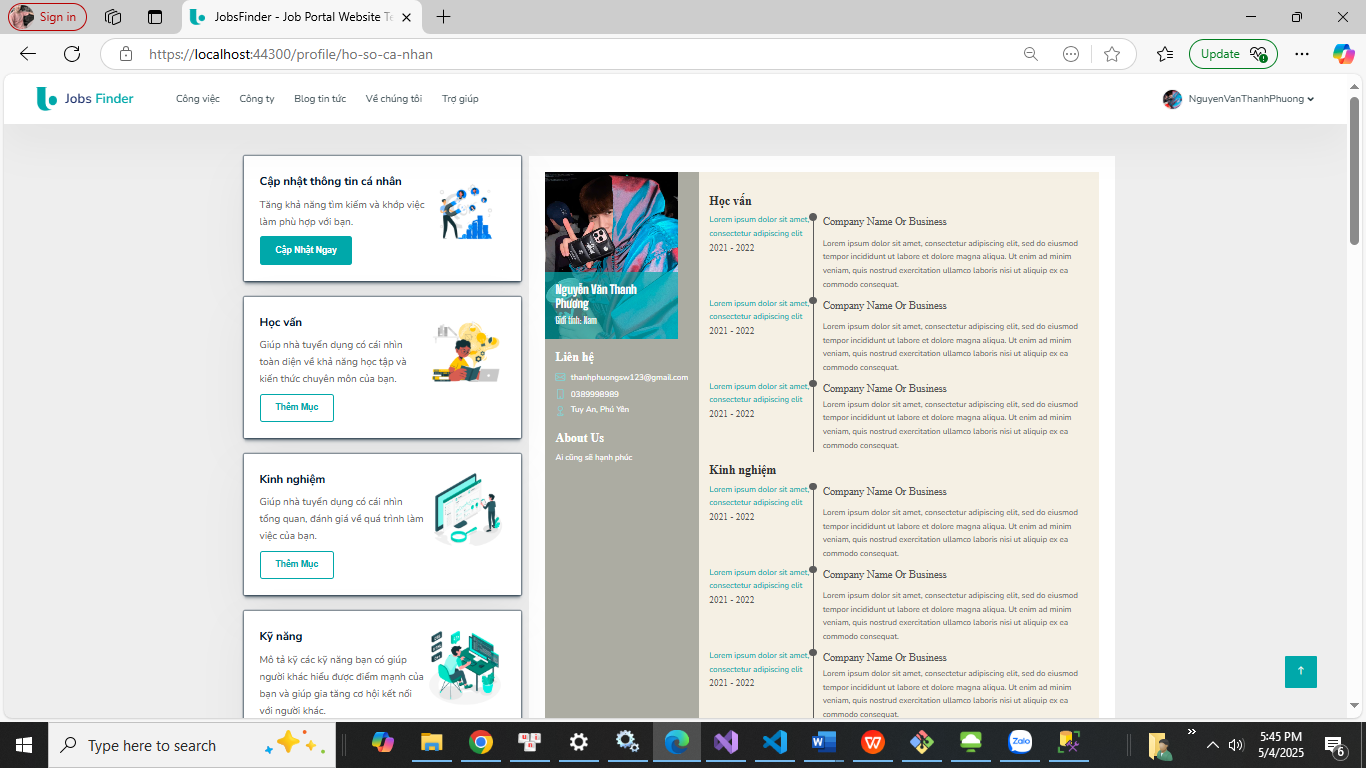 Sign in
JobsFinder - Job Portal Website Te
https://localhost:44300/profile/ho-so-ca-nhan
Update
Jobs Finder
Công việc
Công ty
Blog tin tức
Về chúng tôi
Trợ giúp
NguyenVanThanhPhuong
Cập nhật thông tin cá nhân
Tăng khả năng tìm kiếm và khớp việc
làm phù hợp với bạn.
Cập Nhật Ngay
Học vấn
Giúp nhà tuyển dụng có cái nhìn
toàn diện về khả năng học tập và
kiến thức chuyên môn của bạn.
Thêm Mục
Kinh nghiệm
Giúp nhà tuyển dụng có cái nhìn
tổng quan, đánh giá về quá trình làm
việc của bạn.
Thêm Mục
Kỹ năng
Mô tả kỹ các kỹ năng bạn có giúp
người khác hiểu được điểm mạnh của
bạn và giúp gia tăng cơ hội kết nối
với người khác.
Nguyễn Văn Thanh
Phương
Giới tính: Nam
Liên hệ
thanhphuongsw123@gmail.com
0389998989
Tuy An, Phú Yên
About Us
Ai cũng sẽ hạnh phúc
Học vấn
Lorem ipsum dolor sit amet,
consectetur adipiscing elit
2021 - 2022
Company Name Or Business
Lorem ipsum dolor sit amet, consectetur adipiscing elit, sed do eiusmod
tempor incididunt ut labore et dolore magna aliqua. Ut enim ad minim
veniam, quis nostrud exercitation ullamco laboris nisi ut aliquip ex ea
commodo consequat.
Lorem ipsum dolor sit amet,
consectetur adipiscing elit
2021 - 2022
Company Name Or Business
Lorem ipsum dolor sit amet, consectetur adipiscing elit, sed do eiusmod
tempor incididunt ut labore et dolore magna aliqua. Ut enim ad minim
veniam, quis nostrud exercitation ullamco laboris nisi ut aliquip ex ea
commodo consequat.
Lorem ipsum dolor sit amet,
consectetur adipiscing elit
2021 - 2022
Company Name Or Business
Lorem ipsum dolor sit amet, consectetur adipiscing elit, sed do eiusmod
tempor incididunt ut labore et dolore magna aliqua. Ut enim ad minim
veniam, quis nostrud exercitation ullamco laboris nisi ut aliquip ex ea
commodo consequat.
Kinh nghiệm
Lorem ipsum dolor sit amet,
consectetur adipiscing elit
2021 - 2022
Company Name Or Business
Lorem ipsum dolor sit amet, consectetur adipiscing elit, sed do eiusmod
tempor incididunt ut labore et dolore magna aliqua. Ut enim ad minim
veniam, quis nostrud exercitation ullamco laboris nisi ut aliquip ex ea
commodo consequat.
Lorem ipsum dolor sit amet,
consectetur adipiscing elit
2021 - 2022
Company Name Or Business
Lorem ipsum dolor sit amet, consectetur adipiscing elit, sed do eiusmod
tempor incididunt ut labore et dolore magna aliqua. Ut enim ad minim
veniam, quis nostrud exercitation ullamco laboris nisi ut aliquip ex ea
commodo consequat.
Lorem ipsum dolor sit amet,
consectetur adipiscing elit
2021 - 2022
Company Name Or Business
Lorem ipsum dolor sit amet, consectetur adipiscing elit, sed do eiusmod
tempor incididunt ut labore et dolore magna aliqua. Ut enim ad minim
veniam, quis nostrud exercitation ullamco laboris nisi ut aliquip ex ea
commodo consequat.
Type here to search
Zalo
5:45 PM
5/4/2025
6